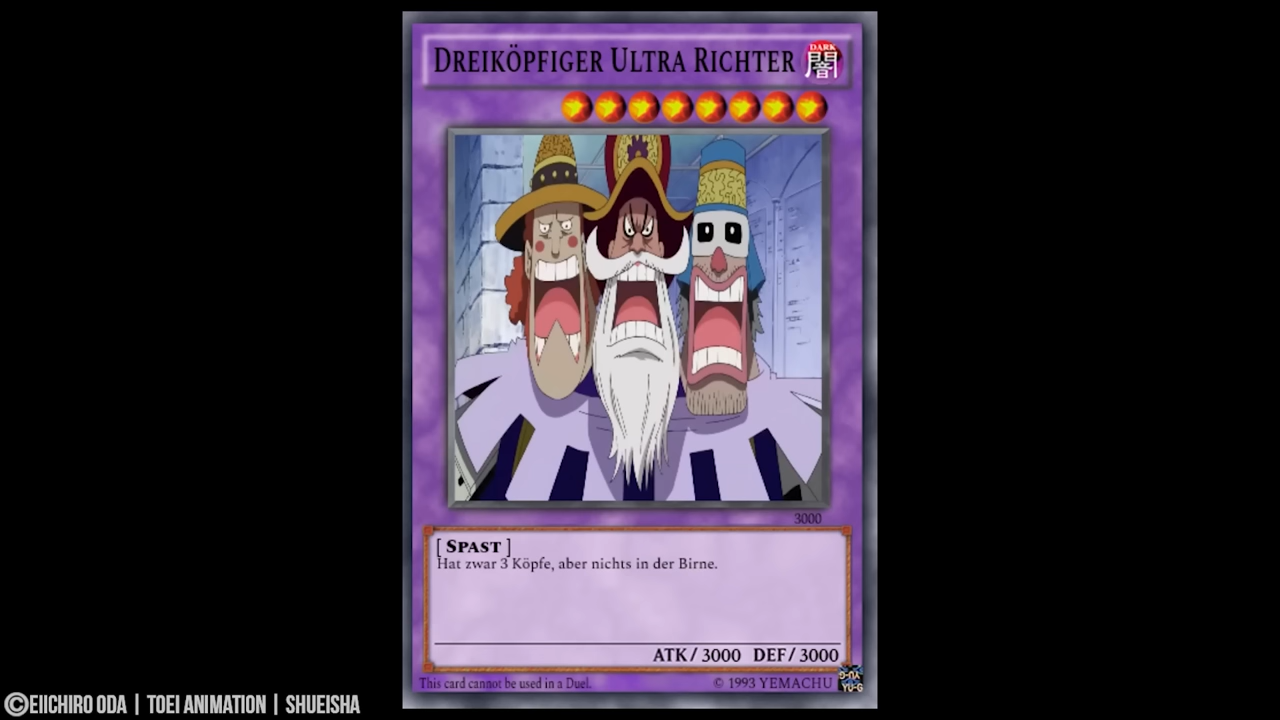 DREIKÖPFIGER ULTRA RICHTER
DARK
闇
3000
[ SPAST ]
Hat zwar 3 Köpfe, aber nichts in der Birne.
ATK / 3000 DEF / 3000
This card cannot be used in a Duel.
© 1993 YEMACHU
YU-G
©EIICHIRO ODA | TOEI ANIMATION | SHUEISHA